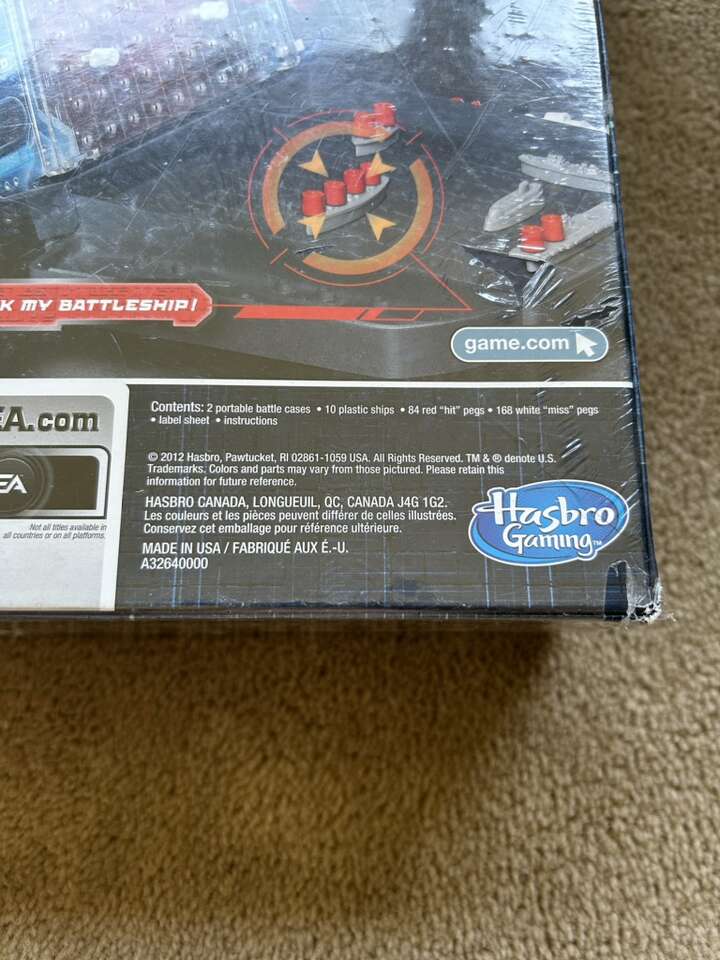 K MY BATTLESHIP!
game.com
EA.com
EA
Not all titles available in
all countries or on all platforms.
Contents: 2 portable battle cases • 10 plastic ships • 84 red "hit" pegs • 168 white "miss" pegs
• label sheet • instructions
© 2012 Hasbro, Pawtucket, RI 02861-1059 USA. All Rights Reserved. TM & ® denote U.S.
Trademarks. Colors and parts may vary from those pictured. Please retain this
information for future reference.
HASBRO CANADA, LONGUEUIL, QC, CANADA J4G 1G2.
Les couleurs et les pièces peuvent différer de celles illustrées.
Conservez cet emballage pour référence ultérieure.
MADE IN USA / FABRIQUÉ AUX É.-U.
A32640000
Hasbro
Gaming™